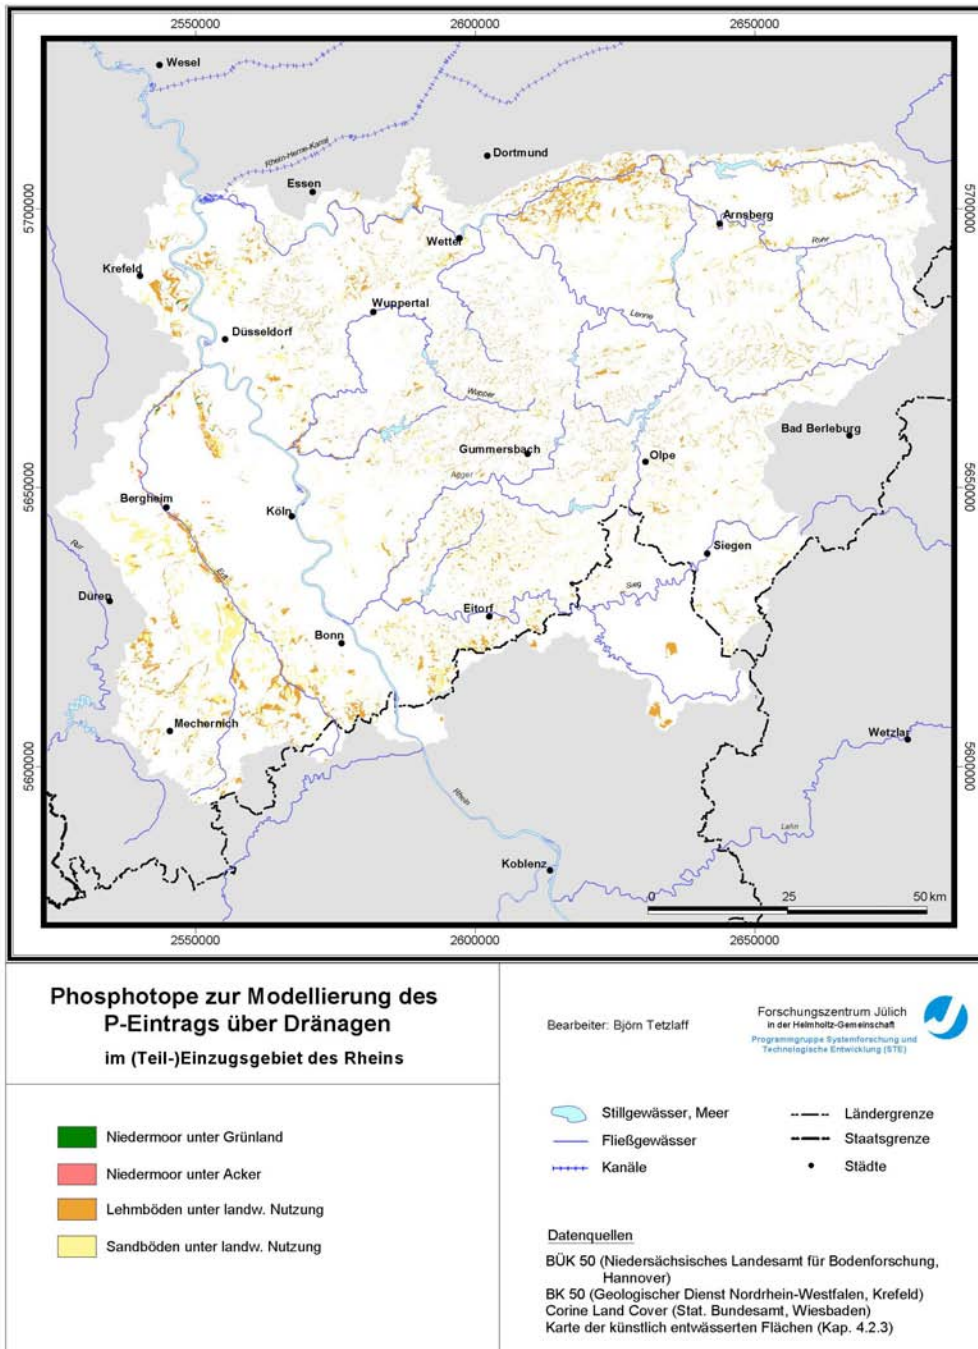 2550000
2600000
2650000
Wesel
Rhein-Herne-Kanal
Dortmund
Essen
5700000
5700000
Arnsberg
Wetter
Ruhr
Krefeld
Wuppertal
Lenne
Düsseldorf
Wupper
Bad Berleburg
Gummersbach
Olpe
Agger
5650000
5650000
Bergheim
Köln
Siegen
Rur
Erft
Sieg
Düren
Eitorf
Bonn
Mechernich
Wetzlar
5600000
5600000
Rhein
Lahn
Koblenz
0
25
50 km
2550000
2600000
2650000
Phosphotope zur Modellierung des
P-Eintrags über Dränagen
im (Teil-)Einzugsgebiet des Rheins
Bearbeiter: Björn Tetzlaff
Forschungszentrum Jülich
in der Helmholtz-Gemeinschaft
Programmgruppe Systemforschung und
Technologische Entwicklung (STE)
Niedermoor unter Grünland
Niedermoor unter Acker
Lehmböden unter landw. Nutzung
Sandböden unter landw. Nutzung
Stillgewässer, Meer
Fließgewässer
Kanäle
Ländergrenze
Staatsgrenze
Städte
Datenquellen
BÜK 50 (Niedersächsisches Landesamt für Bodenforschung,
Hannover)
BK 50 (Geologischer Dienst Nordrhein-Westfalen, Krefeld)
Corine Land Cover (Stat. Bundesamt, Wiesbaden)
Karte der künstlich entwässerten Flächen (Kap. 4.2.3)